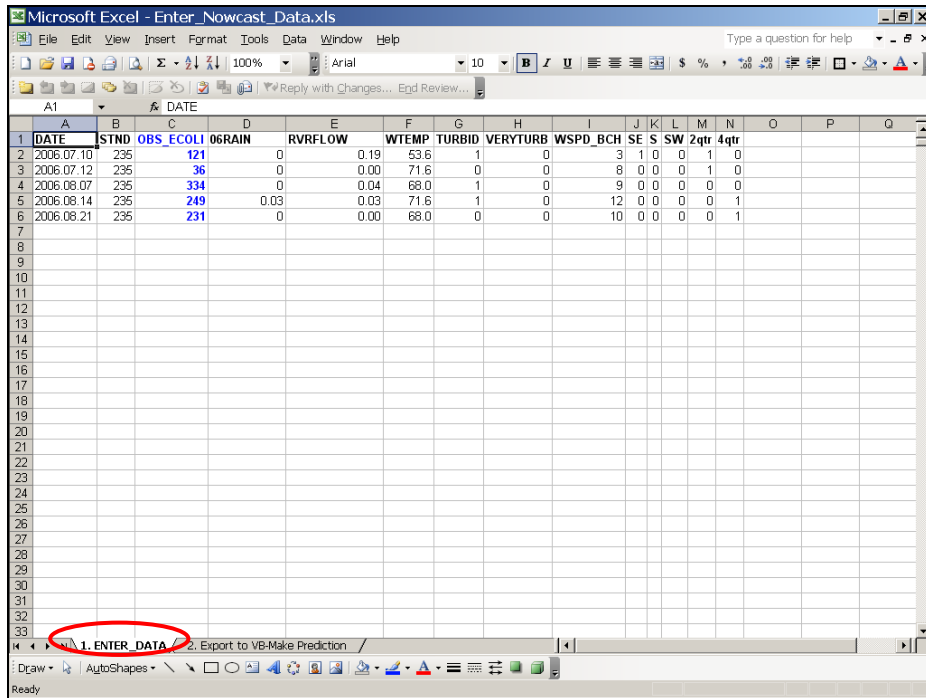 Microsoft Excel - Enter_Nowcast_Data.xls
File Edit View Insert Format Tools Data Window Help Type a question for help
100% Arial 10 B I U $ % ,
Reply with Changes... End Review...
A1 fx DATE
A B C D E F G H I J K L M N O P Q
1 DATE STND OBS_ECOLI 06RAIN RVRFLOW WTEMP TURBID VERYTURB WSPD_BCH SE S SW 2qtr 4qtr
2 2006.07.10 235 121 0 0.19 53.6 1 0 3 1 0 0 1 0
3 2006.07.12 235 36 0 0.00 71.6 0 0 8 0 0 0 1 0
4 2006.08.07 235 334 0 0.04 68.0 1 0 9 0 0 0 0 0
5 2006.08.14 235 249 0.03 0.03 71.6 1 0 12 0 0 0 0 1
6 2006.08.21 235 231 0 0.00 68.0 0 0 10 0 0 0 0 1
7
8
9
10
11
12
13
14
15
16
17
18
19
20
21
22
23
24
25
26
27
28
29
30
31
32
33
1. ENTER_DATA 2. Export to VB-Make Prediction
Draw AutoShapes
Ready